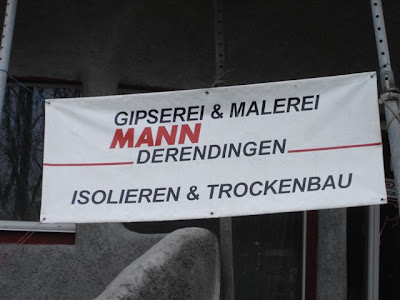 GIPSEREI & MALEREI
MANN
DERENDINGEN
ISOLIEREN & TROCKENBAU